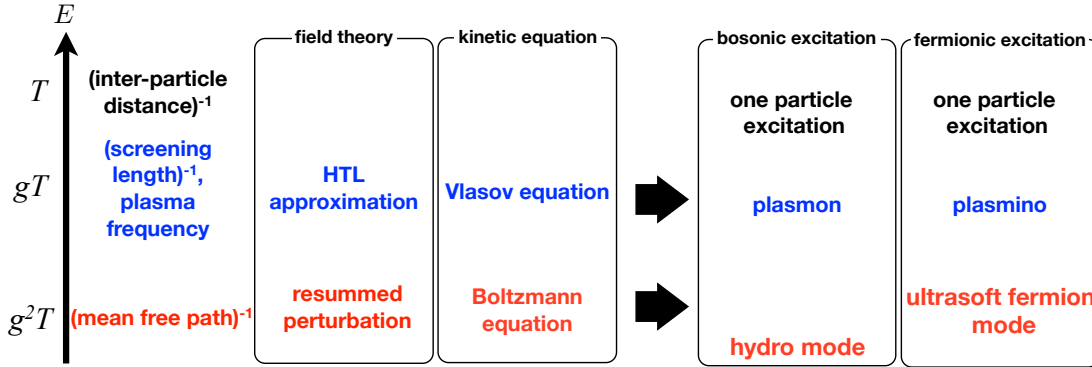 E
T
(inter-particle
distance)⁻¹
(screening
length)⁻¹,
plasma
frequency
gT
g²T
(mean free path)⁻¹
field theory
HTL
approximation
resummed
perturbation
kinetic equation
Vlasov equation
Boltzmann
equation
bosonic excitation
one particle
excitation
plasmon
hydro mode
fermionic excitation
one particle
excitation
plasmino
ultrasoft fermion
mode